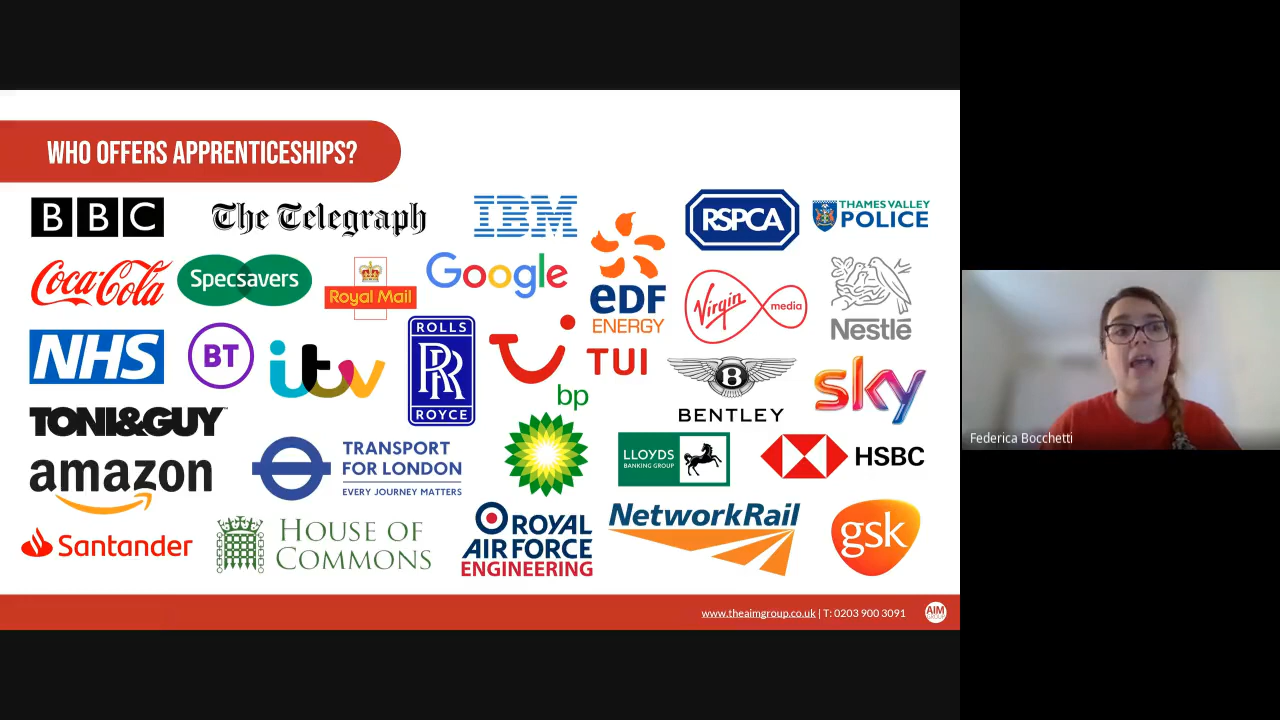 WHO OFFERS APPRENTICESHIPS?
BBC
The Telegraph
IBM
RSPCA
THAMES VALLEY
POLICE
Coca-Cola
Specsavers
Royal Mail
Google
eDF
ENERGY
Virgin media
Nestlé
NHS
BT
itv
ROLLS
RR
ROYCE
TUI
B
BENTLEY
sky
TONI&GUY™
bp
amazon
TRANSPORT
FOR LONDON
EVERY JOURNEY MATTERS
LLOYDS
BANKING GROUP
HSBC
Santander
HOUSE OF
COMMONS
ROYAL
AIR FORCE
ENGINEERING
NetworkRail
gsk
www.theaimgroup.co.uk | T: 0203 900 3091
AIM
GROUP
Federica Bocchetti